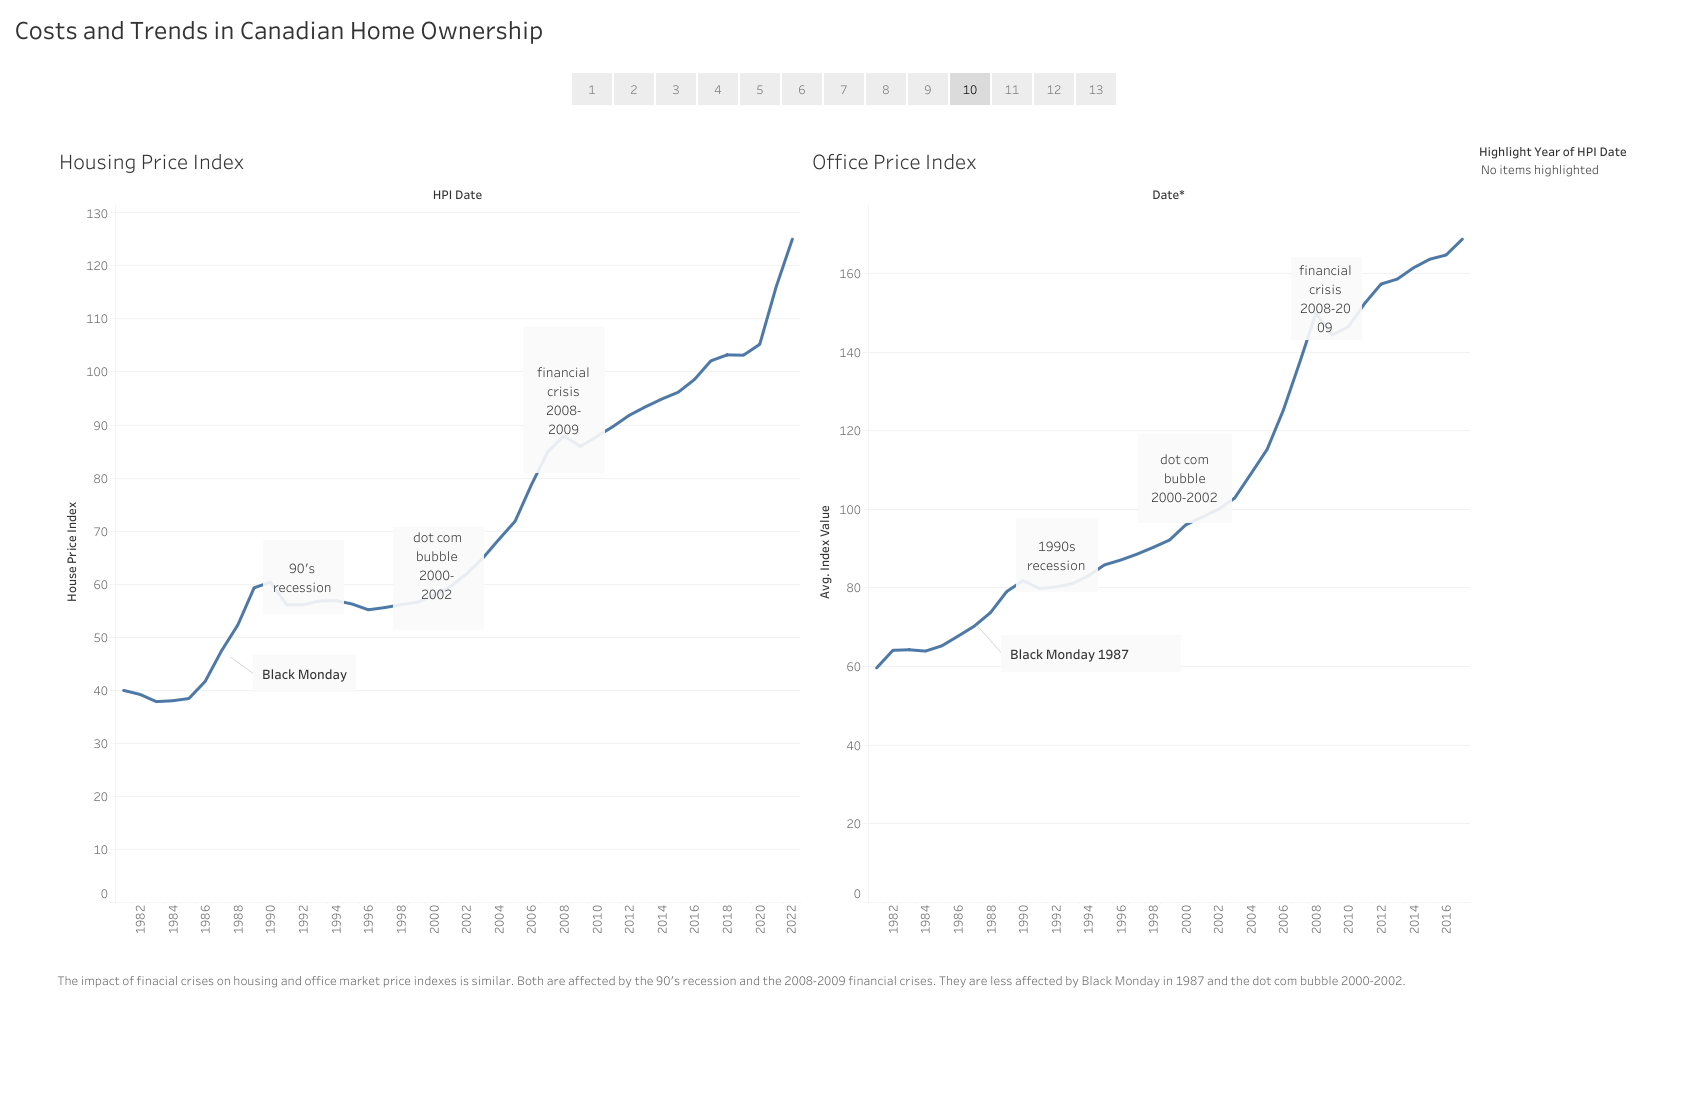 Costs and Trends in Canadian Home Ownership
1 2 3 4 5 6 7 8 9 10 11 12 13
Housing Price Index
HPI Date
House Price Index
130
120
110
100
90
80
70
60
50
40
30
20
10
0
90's
recession
Black Monday
dot com
bubble
2000-
2002
financial
crisis
2008-
2009
1982 1984 1986 1988 1990 1992 1994 1996 1998 2000 2002 2004 2006 2008 2010 2012 2014 2016 2018 2020 2022
Office Price Index
Date*
Avg. Index Value
160
140
120
100
80
60
40
20
0
1990s
recession
Black Monday 1987
dot com
bubble
2000-2002
financial
crisis
2008-20
09
1982 1984 1986 1988 1990 1992 1994 1996 1998 2000 2002 2004 2006 2008 2010 2012 2014 2016
Highlight Year of HPI Date
No items highlighted
The impact of finacial crises on housing and office market price indexes is similar. Both are affected by the 90's recession and the 2008-2009 financial crises. They are less affected by Black Monday in 1987 and the dot com bubble 2000-2002.